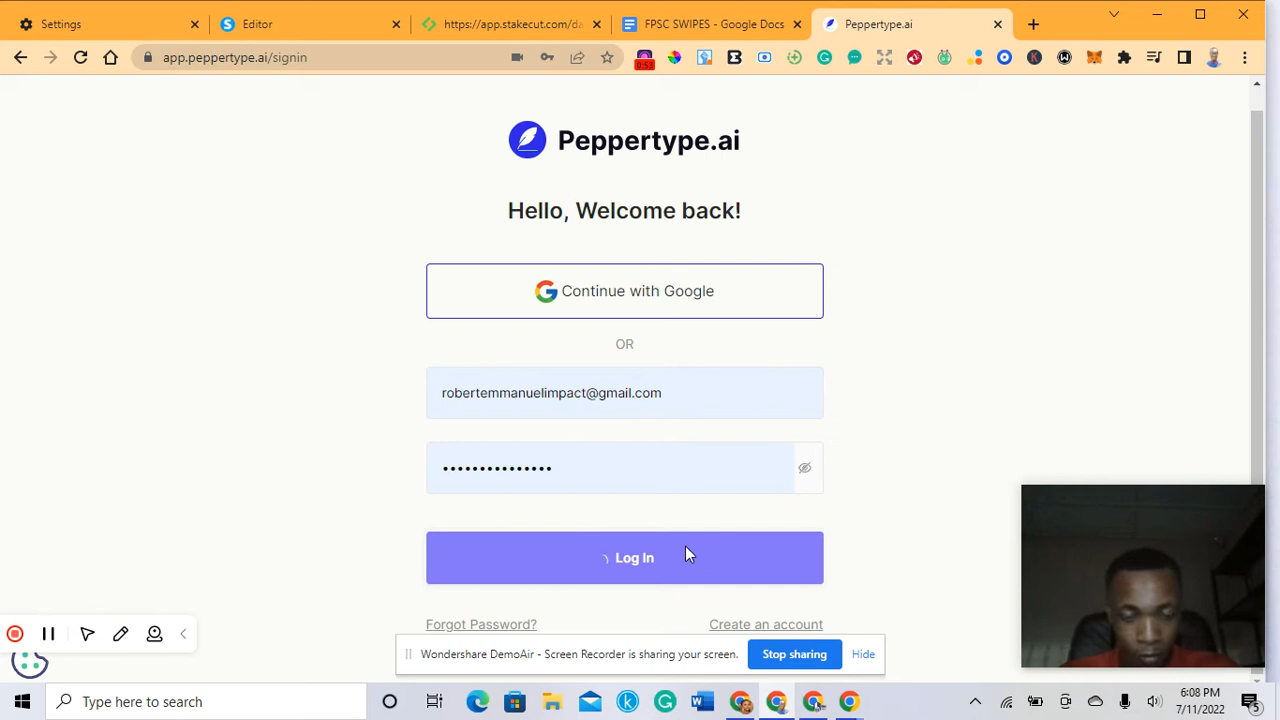 Settings
Editor
https://app.stakecut.com/da
FPSC SWIPES - Google Docs
Peppertype.ai
app.peppertype.ai/signin
0:53
Peppertype.ai
Hello, Welcome back!
Continue with Google
OR
robertemmanuelimpact@gmail.com
•••••••••••••••
Log In
Forgot Password?
Create an account
Wondershare DemoAir - Screen Recorder is sharing your screen.
Stop sharing
Hide
Type here to search
6:08 PM
7/11/2022
5